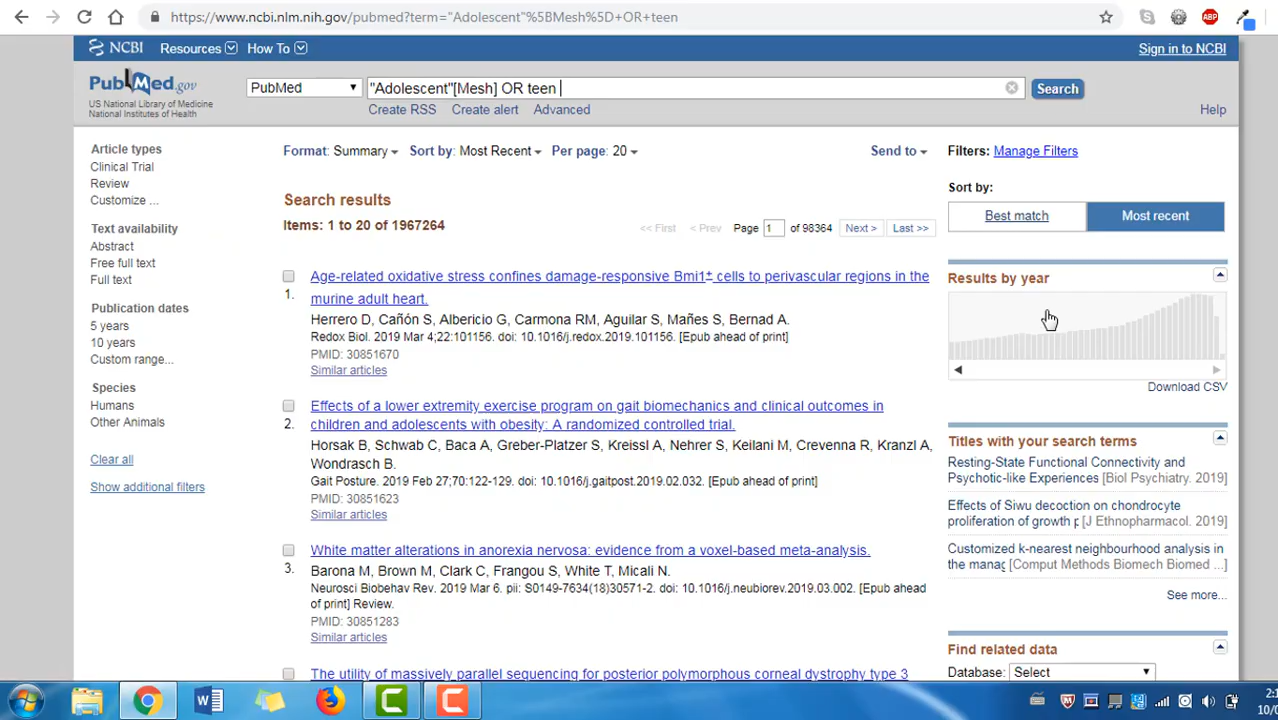 https://www.ncbi.nlm.nih.gov/pubmed?term="Adolescent"%5BMesh%5D+OR+teen
ABP
NCBI Resources How To Sign in to NCBI
PubMed.gov
US National Library of Medicine
National Institutes of Health
PubMed "Adolescent"[Mesh] OR teen Search
Create RSS Create alert Advanced Help
Article types
Clinical Trial
Review
Customize ...
Text availability
Abstract
Free full text
Full text
Publication dates
5 years
10 years
Custom range...
Species
Humans
Other Animals
Clear all
Show additional filters
Format: Summary Sort by: Most Recent Per page: 20 Send to
Search results
Items: 1 to 20 of 1967264
<< First < Prev Page 1 of 98364 Next > Last >>
Age-related oxidative stress confines damage-responsive Bmi1+ cells to perivascular regions in the
1. murine adult heart.
Herrero D, Cañón S, Albericio G, Carmona RM, Aguilar S, Mañes S, Bernad A.
Redox Biol. 2019 Mar 4;22:101156. doi: 10.1016/j.redox.2019.101156. [Epub ahead of print]
PMID: 30851670
Similar articles
Effects of a lower extremity exercise program on gait biomechanics and clinical outcomes in
2. children and adolescents with obesity: A randomized controlled trial.
Horsak B, Schwab C, Baca A, Greber-Platzer S, Kreissl A, Nehrer S, Keilani M, Crevenna R, Kranzl A,
Wondrasch B.
Gait Posture. 2019 Feb 27;70:122-129. doi: 10.1016/j.gaitpost.2019.02.032. [Epub ahead of print]
PMID: 30851623
Similar articles
White matter alterations in anorexia nervosa: evidence from a voxel-based meta-analysis.
3. Barona M, Brown M, Clark C, Frangou S, White T, Micali N.
Neurosci Biobehav Rev. 2019 Mar 6. pii: S0149-7634(18)30571-2. doi: 10.1016/j.neubiorev.2019.03.002. [Epub ahead
of print] Review.
PMID: 30851283
Similar articles
The utility of massively parallel sequencing for posterior polymorphous corneal dystrophy type 3
Filters: Manage Filters
Sort by:
Best match Most recent
Results by year
Download CSV
Titles with your search terms
Resting-State Functional Connectivity and
Psychotic-like Experiences [Biol Psychiatry. 2019]
Effects of Siwu decoction on chondrocyte
proliferation of growth p [J Ethnopharmacol. 2019]
Customized k-nearest neighbourhood analysis in
the manag [Comput Methods Biomech Biomed ...]
See more...
Find related data
Database: Select
2:1
10/0